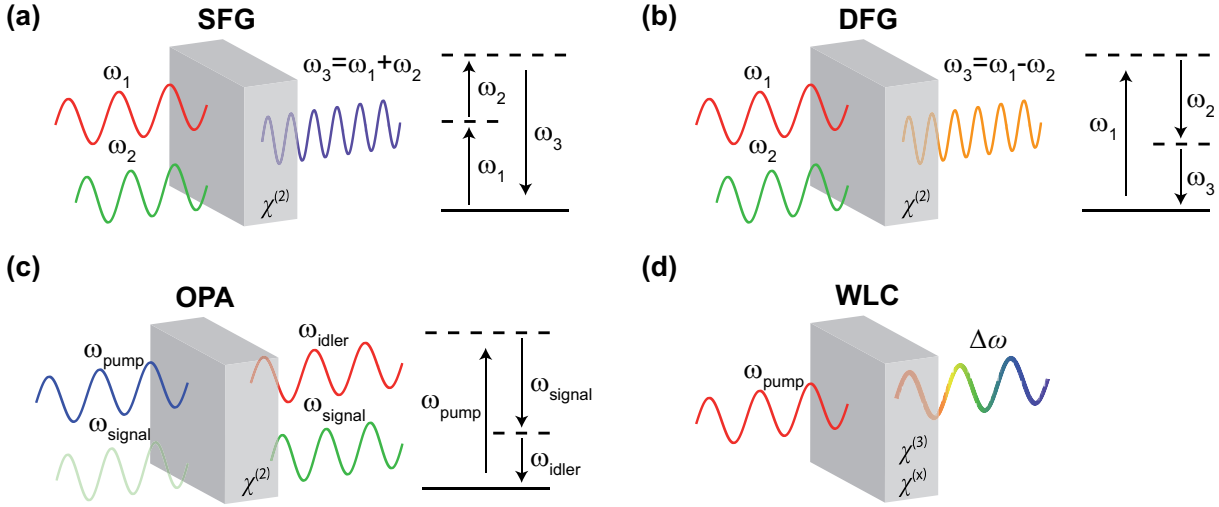 (a)
SFG
ω1
ω2
χ(2)
ω3=ω1+ω2
ω2
ω1
ω3
(b)
DFG
ω1
ω2
χ(2)
ω3=ω1-ω2
ω1
ω2
ω3
(c)
OPA
ωpump
ωsignal
χ(2)
ωidler
ωsignal
ωpump
ωsignal
ωidler
(d)
WLC
ωpump
Δω
χ(3)
χ(x)